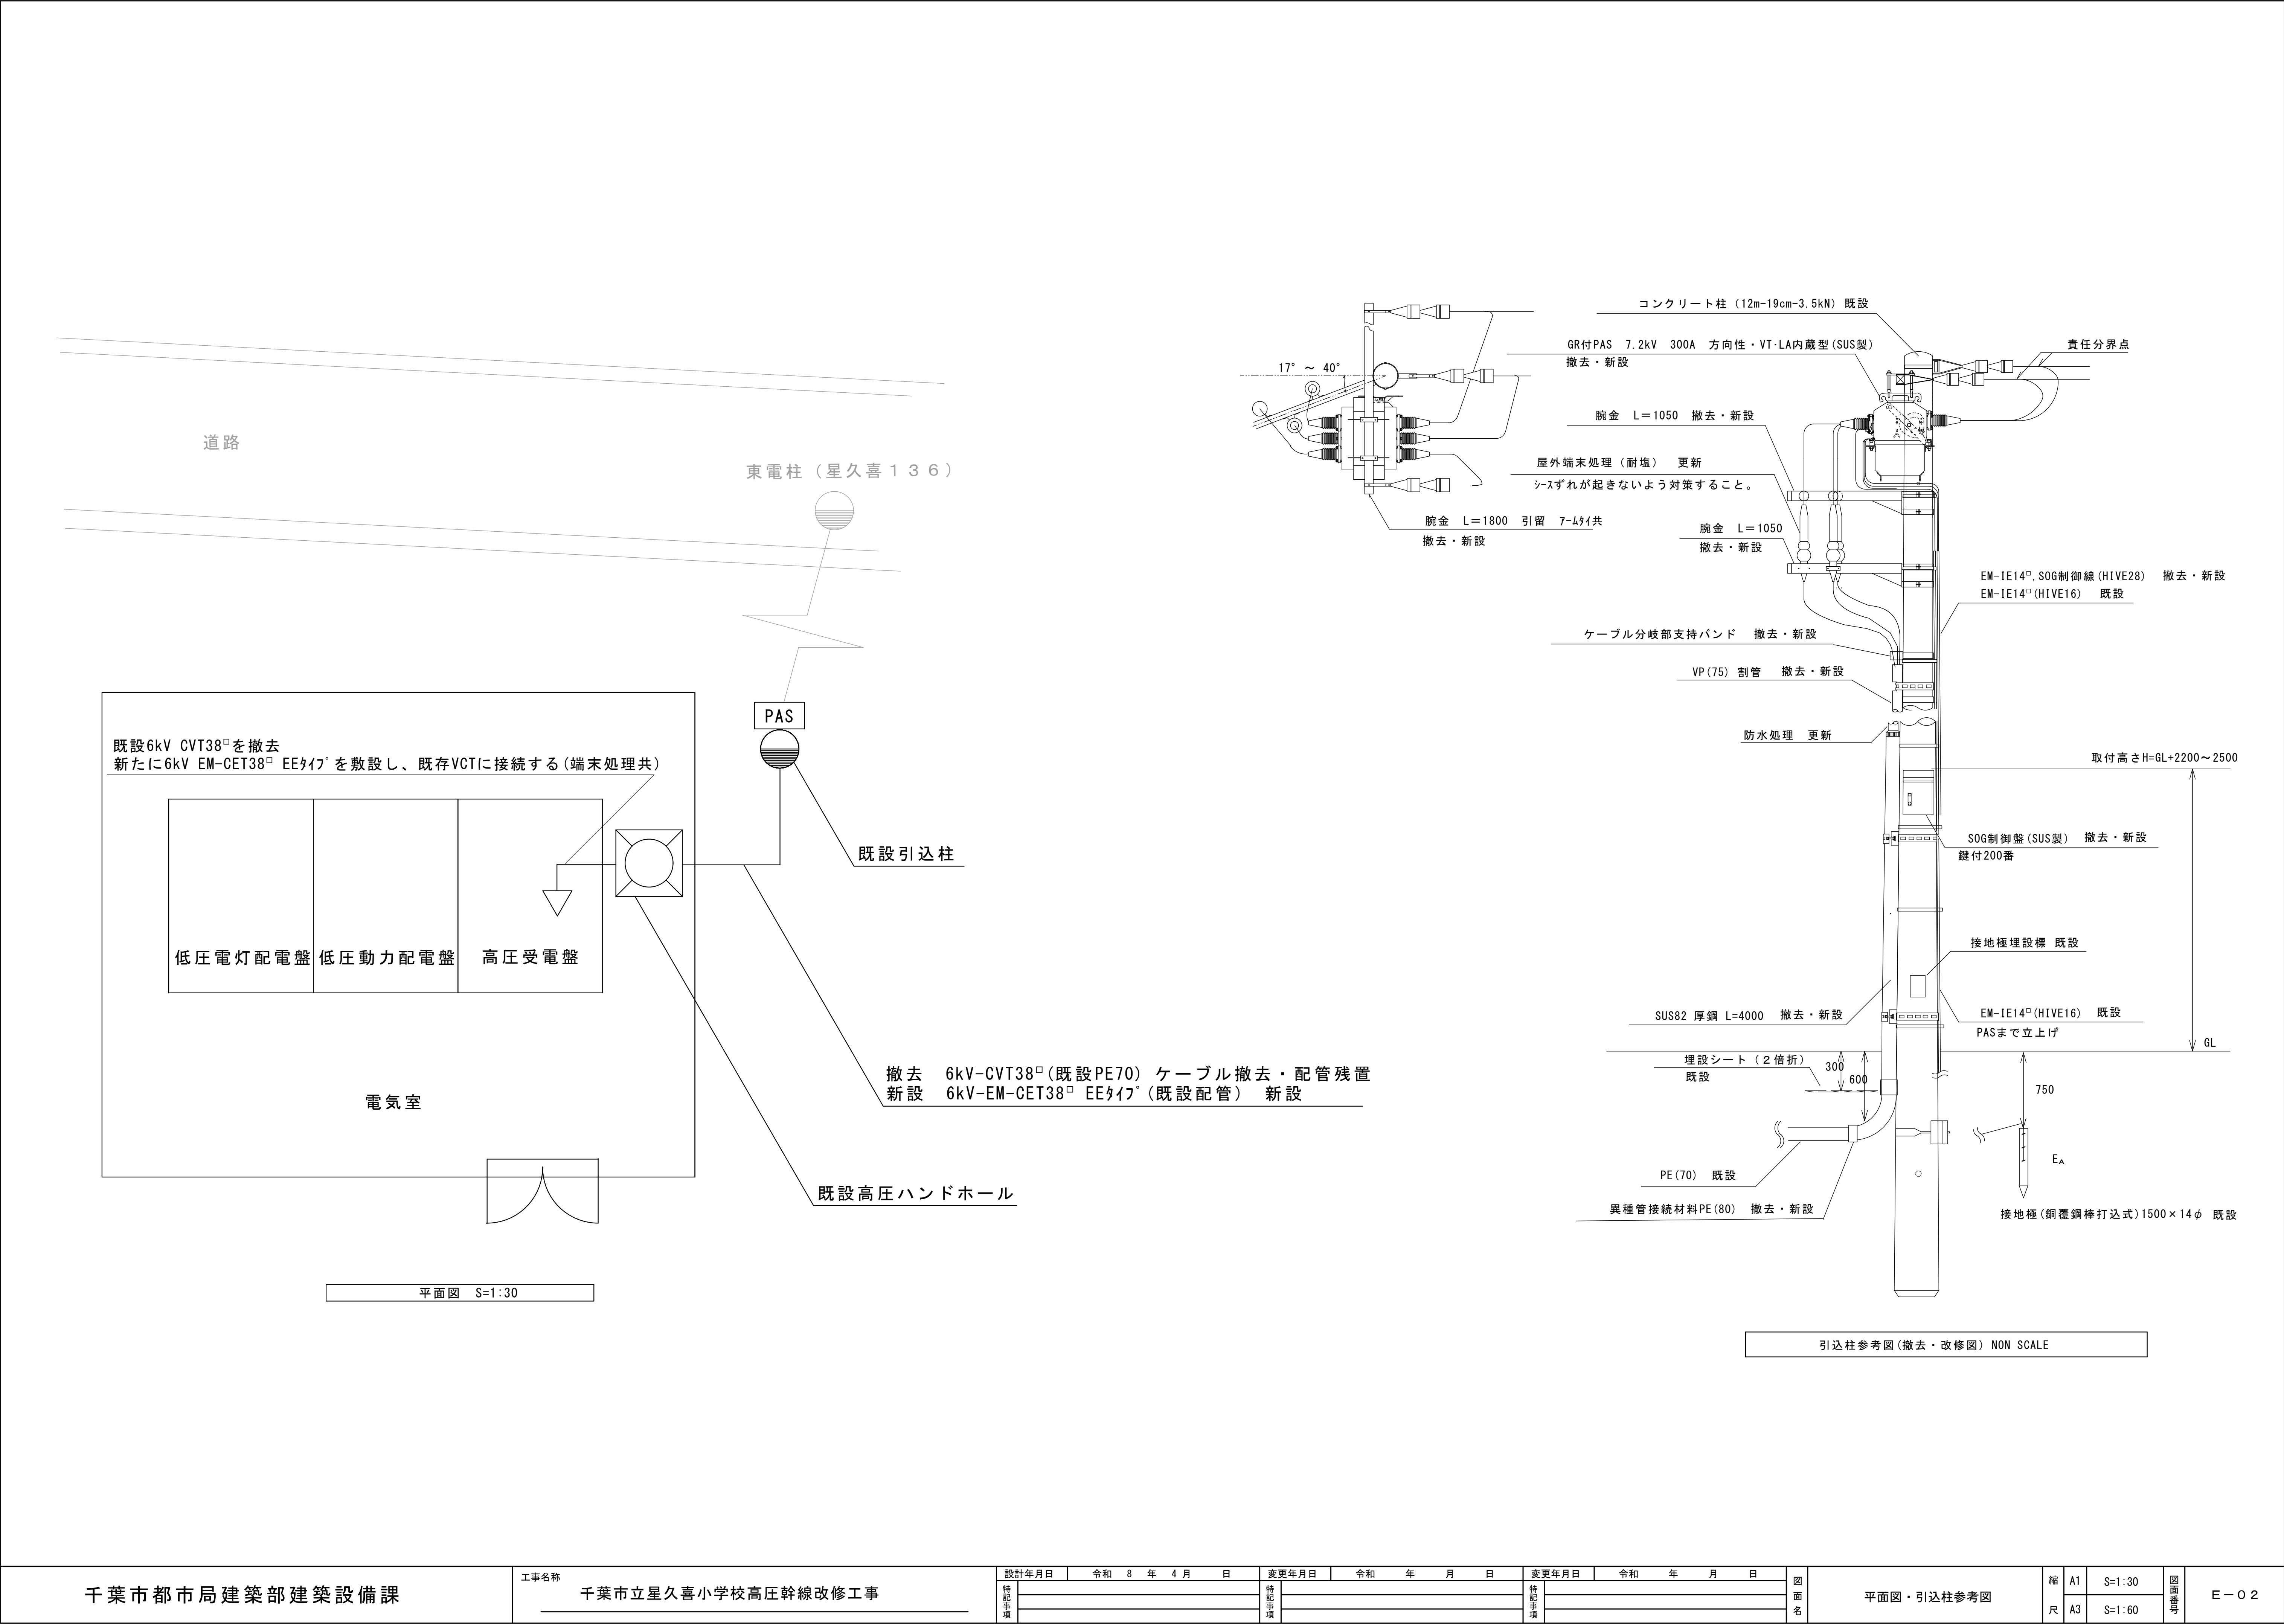 道路
東電柱（星久喜１３６）
PAS
既設6kV CVT38□を撤去
新たに6kV EM-CET38□ EEﾀｲﾌﾟを敷設し、既存VCTに接続する(端末処理共)
既設引込柱
低圧電灯配電盤
低圧動力配電盤
高圧受電盤
撤去　6kV-CVT38□(既設PE70) ケーブル撤去・配管残置
新設　6kV-EM-CET38□ EEﾀｲﾌﾟ(既設配管)　新設
電気室
既設高圧ハンドホール
平面図　S=1:30
17° ～ 40°
腕金　L＝1800　引留　ｱｰﾑﾀｲ共
撤去・新設
コンクリート柱（12m-19cm-3.5kN）既設
GR付PAS　7.2kV　300A　方向性・VT･LA内蔵型(SUS製)
撤去・新設
責任分界点
腕金　L＝1050　撤去・新設
屋外端末処理（耐塩）　更新
ｼｰｽずれが起きないよう対策すること。
腕金　L＝1050
撤去・新設
EM-IE14□,SOG制御線(HIVE28)　撤去・新設
EM-IE14□(HIVE16)　既設
ケーブル分岐部支持バンド　撤去・新設
VP(75) 割管　撤去・新設
防水処理　更新
取付高さH=GL+2200～2500
SOG制御盤(SUS製)　撤去・新設
鍵付200番
接地極埋設標 既設
SUS82 厚鋼 L=4000　撤去・新設
EM-IE14□(HIVE16)　既設
PASまで立上げ
GL
埋設シート（２倍折）
既設
300
600
750
PE(70)　既設
EA
異種管接続材料PE(80)　撤去・新設
接地極(銅覆鋼棒打込式)1500×14φ 既設
引込柱参考図(撤去・改修図) NON SCALE
千葉市都市局建築部建築設備課
工事名称
千葉市立星久喜小学校高圧幹線改修工事
設計年月日　令和　8　年　4　月　日
特記事項
変更年月日　令和　年　月　日
特記事項
変更年月日　令和　年　月　日
特記事項
図面名
平面図・引込柱参考図
縮尺
A1　S=1:30
A3　S=1:60
図面番号
Ｅ－０２